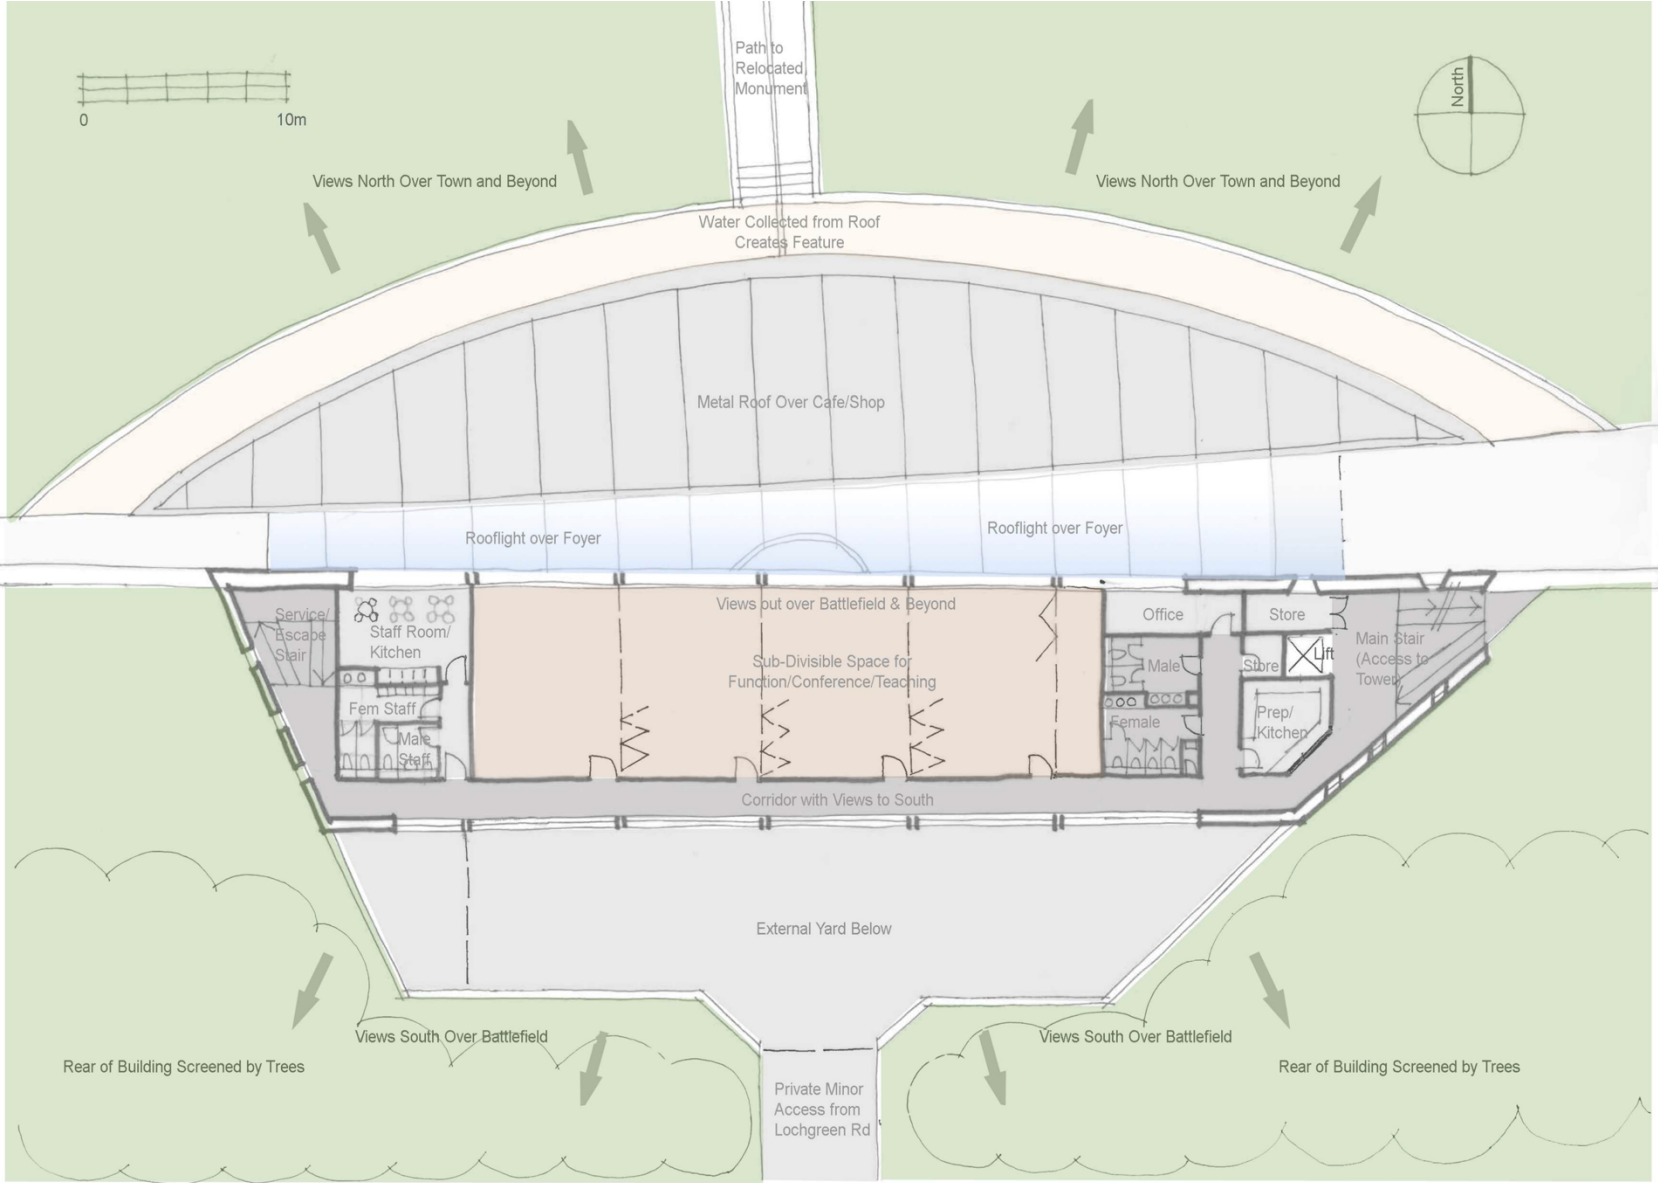 Path to
Relocated
Monument
North
0 10m
Views North Over Town and Beyond
Views North Over Town and Beyond
Water Collected from Roof
Creates Feature
Metal Roof Over Cafe/Shop
Rooflight over Foyer
Rooflight over Foyer
Views out over Battlefield & Beyond
Service/
Escape
Stair
Staff Room/
Kitchen
Sub-Divisible Space for
Function/Conference/Teaching
Office
Store
Main Stair
(Access to
Tower)
Lift
Male
Store
Fem Staff
Male
Staff
Female
Prep/
Kitchen
Corridor with Views to South
External Yard Below
Views South Over Battlefield
Views South Over Battlefield
Rear of Building Screened by Trees
Rear of Building Screened by Trees
Private Minor
Access from
Lochgreen Rd